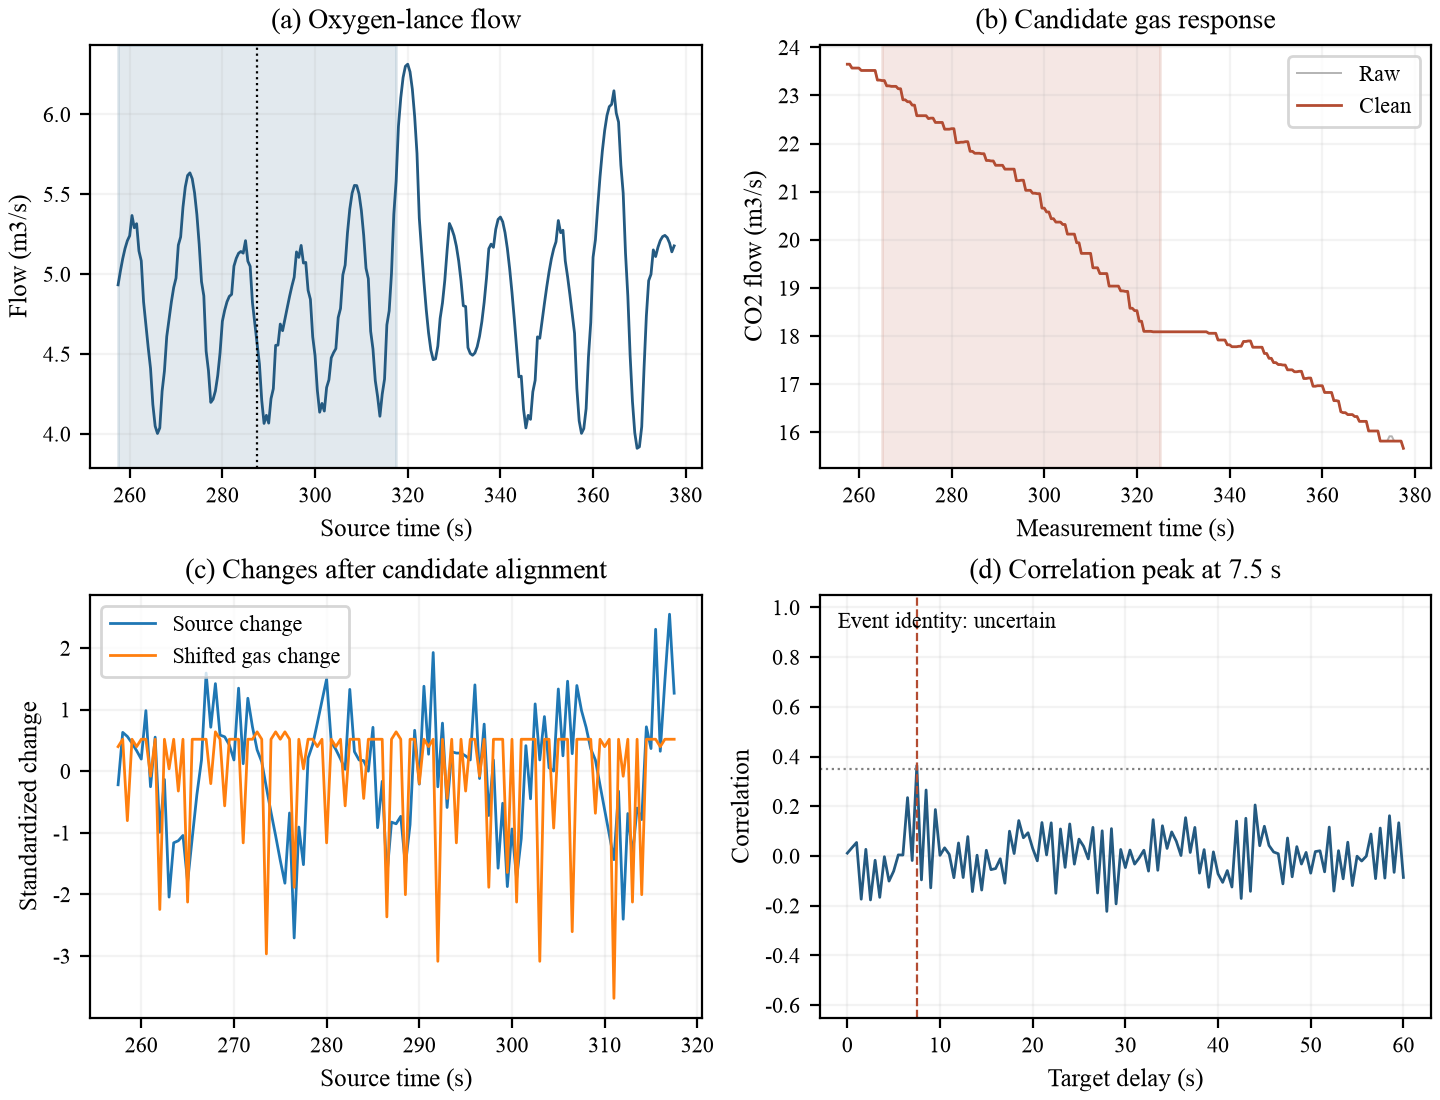 (a) Oxygen-lance flow
Flow (m3/s)
6.0
5.5
5.0
4.5
4.0
260 280 300 320 340 360 380
Source time (s)
(b) Candidate gas response
CO2 flow (m3/s)
24
23
22
21
20
19
18
17
16
Raw
Clean
260 280 300 320 340 360 380
Measurement time (s)
(c) Changes after candidate alignment
Standardized change
Source change
Shifted gas change
2
1
0
-1
-2
-3
260 270 280 290 300 310 320
Source time (s)
(d) Correlation peak at 7.5 s
Correlation
Event identity: uncertain
1.0
0.8
0.6
0.4
0.2
0.0
-0.2
-0.4
-0.6
0 10 20 30 40 50 60
Target delay (s)